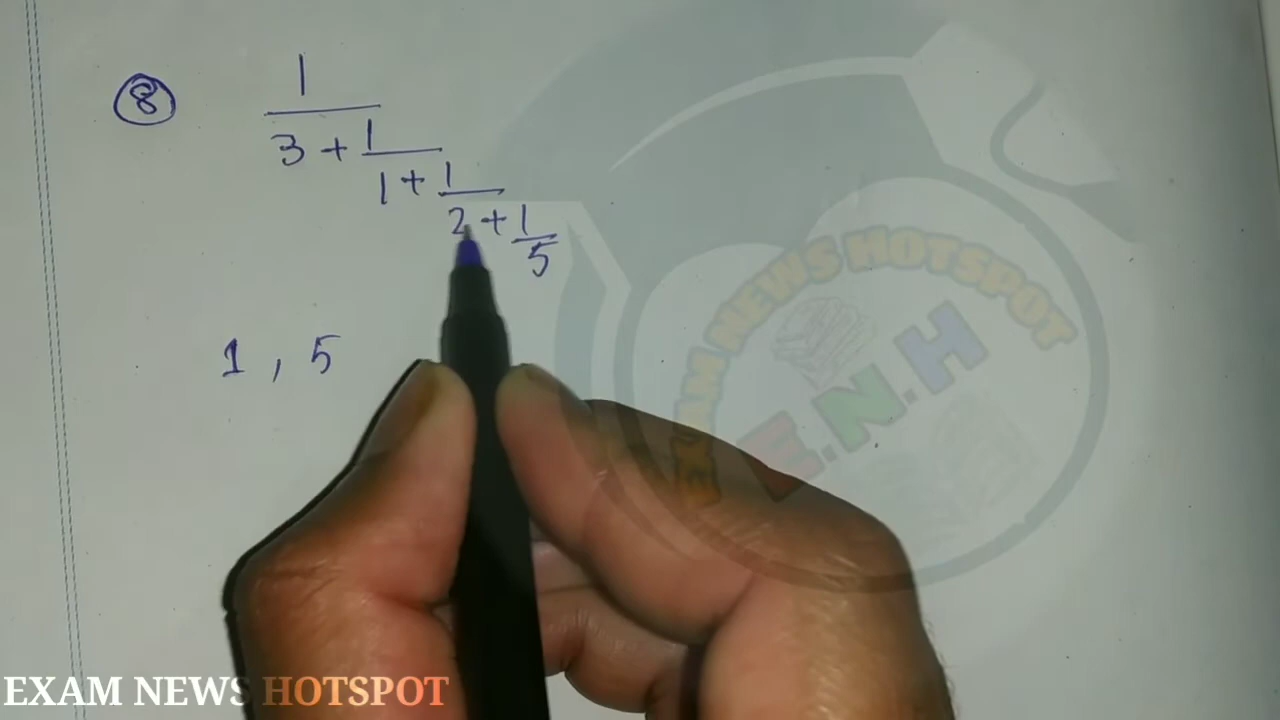 ⑧ 1
3 + 1
1 + 1
2 + 1
5
1 , 5
EXAM NEWS HOTSPOT
E.N.H
EXAM NEWS HOTSPOT